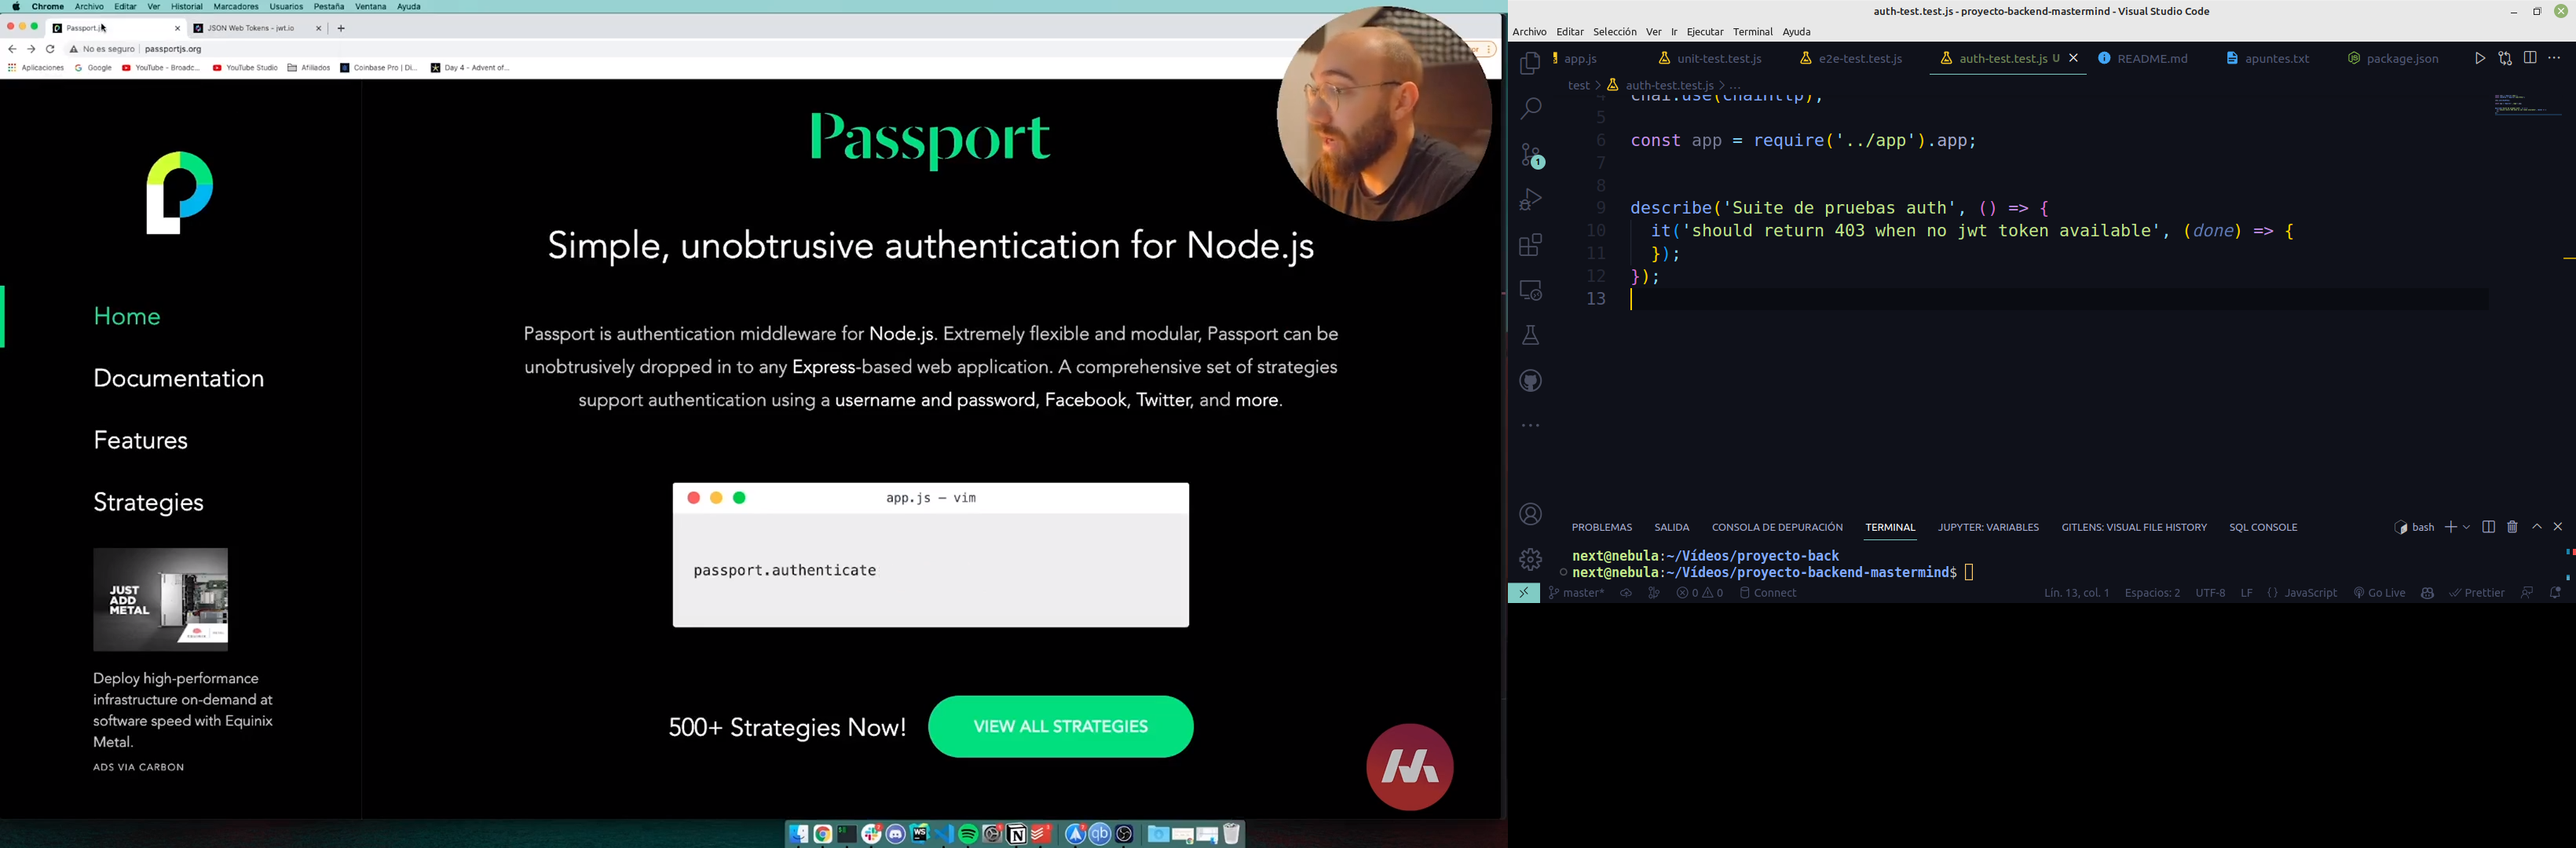 Chrome Archivo Editar Ver Historial Marcadores Usuarios Pestaña Ventana Ayuda
Passport.js
JSON Web Tokens - jwt.io
No es seguro passportjs.org
Aplicaciones Google YouTube - Broadc... YouTube Studio Afiliados Coinbase Pro | Di... Day 4 - Advent of...
Passport
Simple, unobtrusive authentication for Node.js
Passport is authentication middleware for Node.js. Extremely flexible and modular, Passport can be
unobtrusively dropped in to any Express-based web application. A comprehensive set of strategies
support authentication using a username and password, Facebook, Twitter, and more.
Home
Documentation
Features
Strategies
JUST
ADD
METAL
Deploy high-performance
infrastructure on-demand at
software speed with Equinix
Metal.
ADS VIA CARBON
app.js — vim
passport.authenticate
500+ Strategies Now!
VIEW ALL STRATEGIES
auth-test.test.js - proyecto-backend-mastermind - Visual Studio Code
Archivo Editar Selección Ver Ir Ejecutar Terminal Ayuda
app.js unit-test.test.js e2e-test.test.js auth-test.test.js U README.md apuntes.txt package.json
test > auth-test.test.js > ...
4 chai.use(chaiHttp);
5
6 const app = require('../app').app;
7
8
9 describe('Suite de pruebas auth', () => {
10 it('should return 403 when no jwt token available', (done) => {
11 });
12 });
13
1
PROBLEMAS SALIDA CONSOLA DE DEPURACIÓN TERMINAL JUPYTER: VARIABLES GITLENS: VISUAL FILE HISTORY SQL CONSOLE bash
next@nebula:~/Vídeos/proyecto-back
next@nebula:~/Vídeos/proyecto-backend-mastermind$
master* 0 0 Connect Lín. 13, col. 1 Espacios: 2 UTF-8 LF {} JavaScript Go Live Prettier